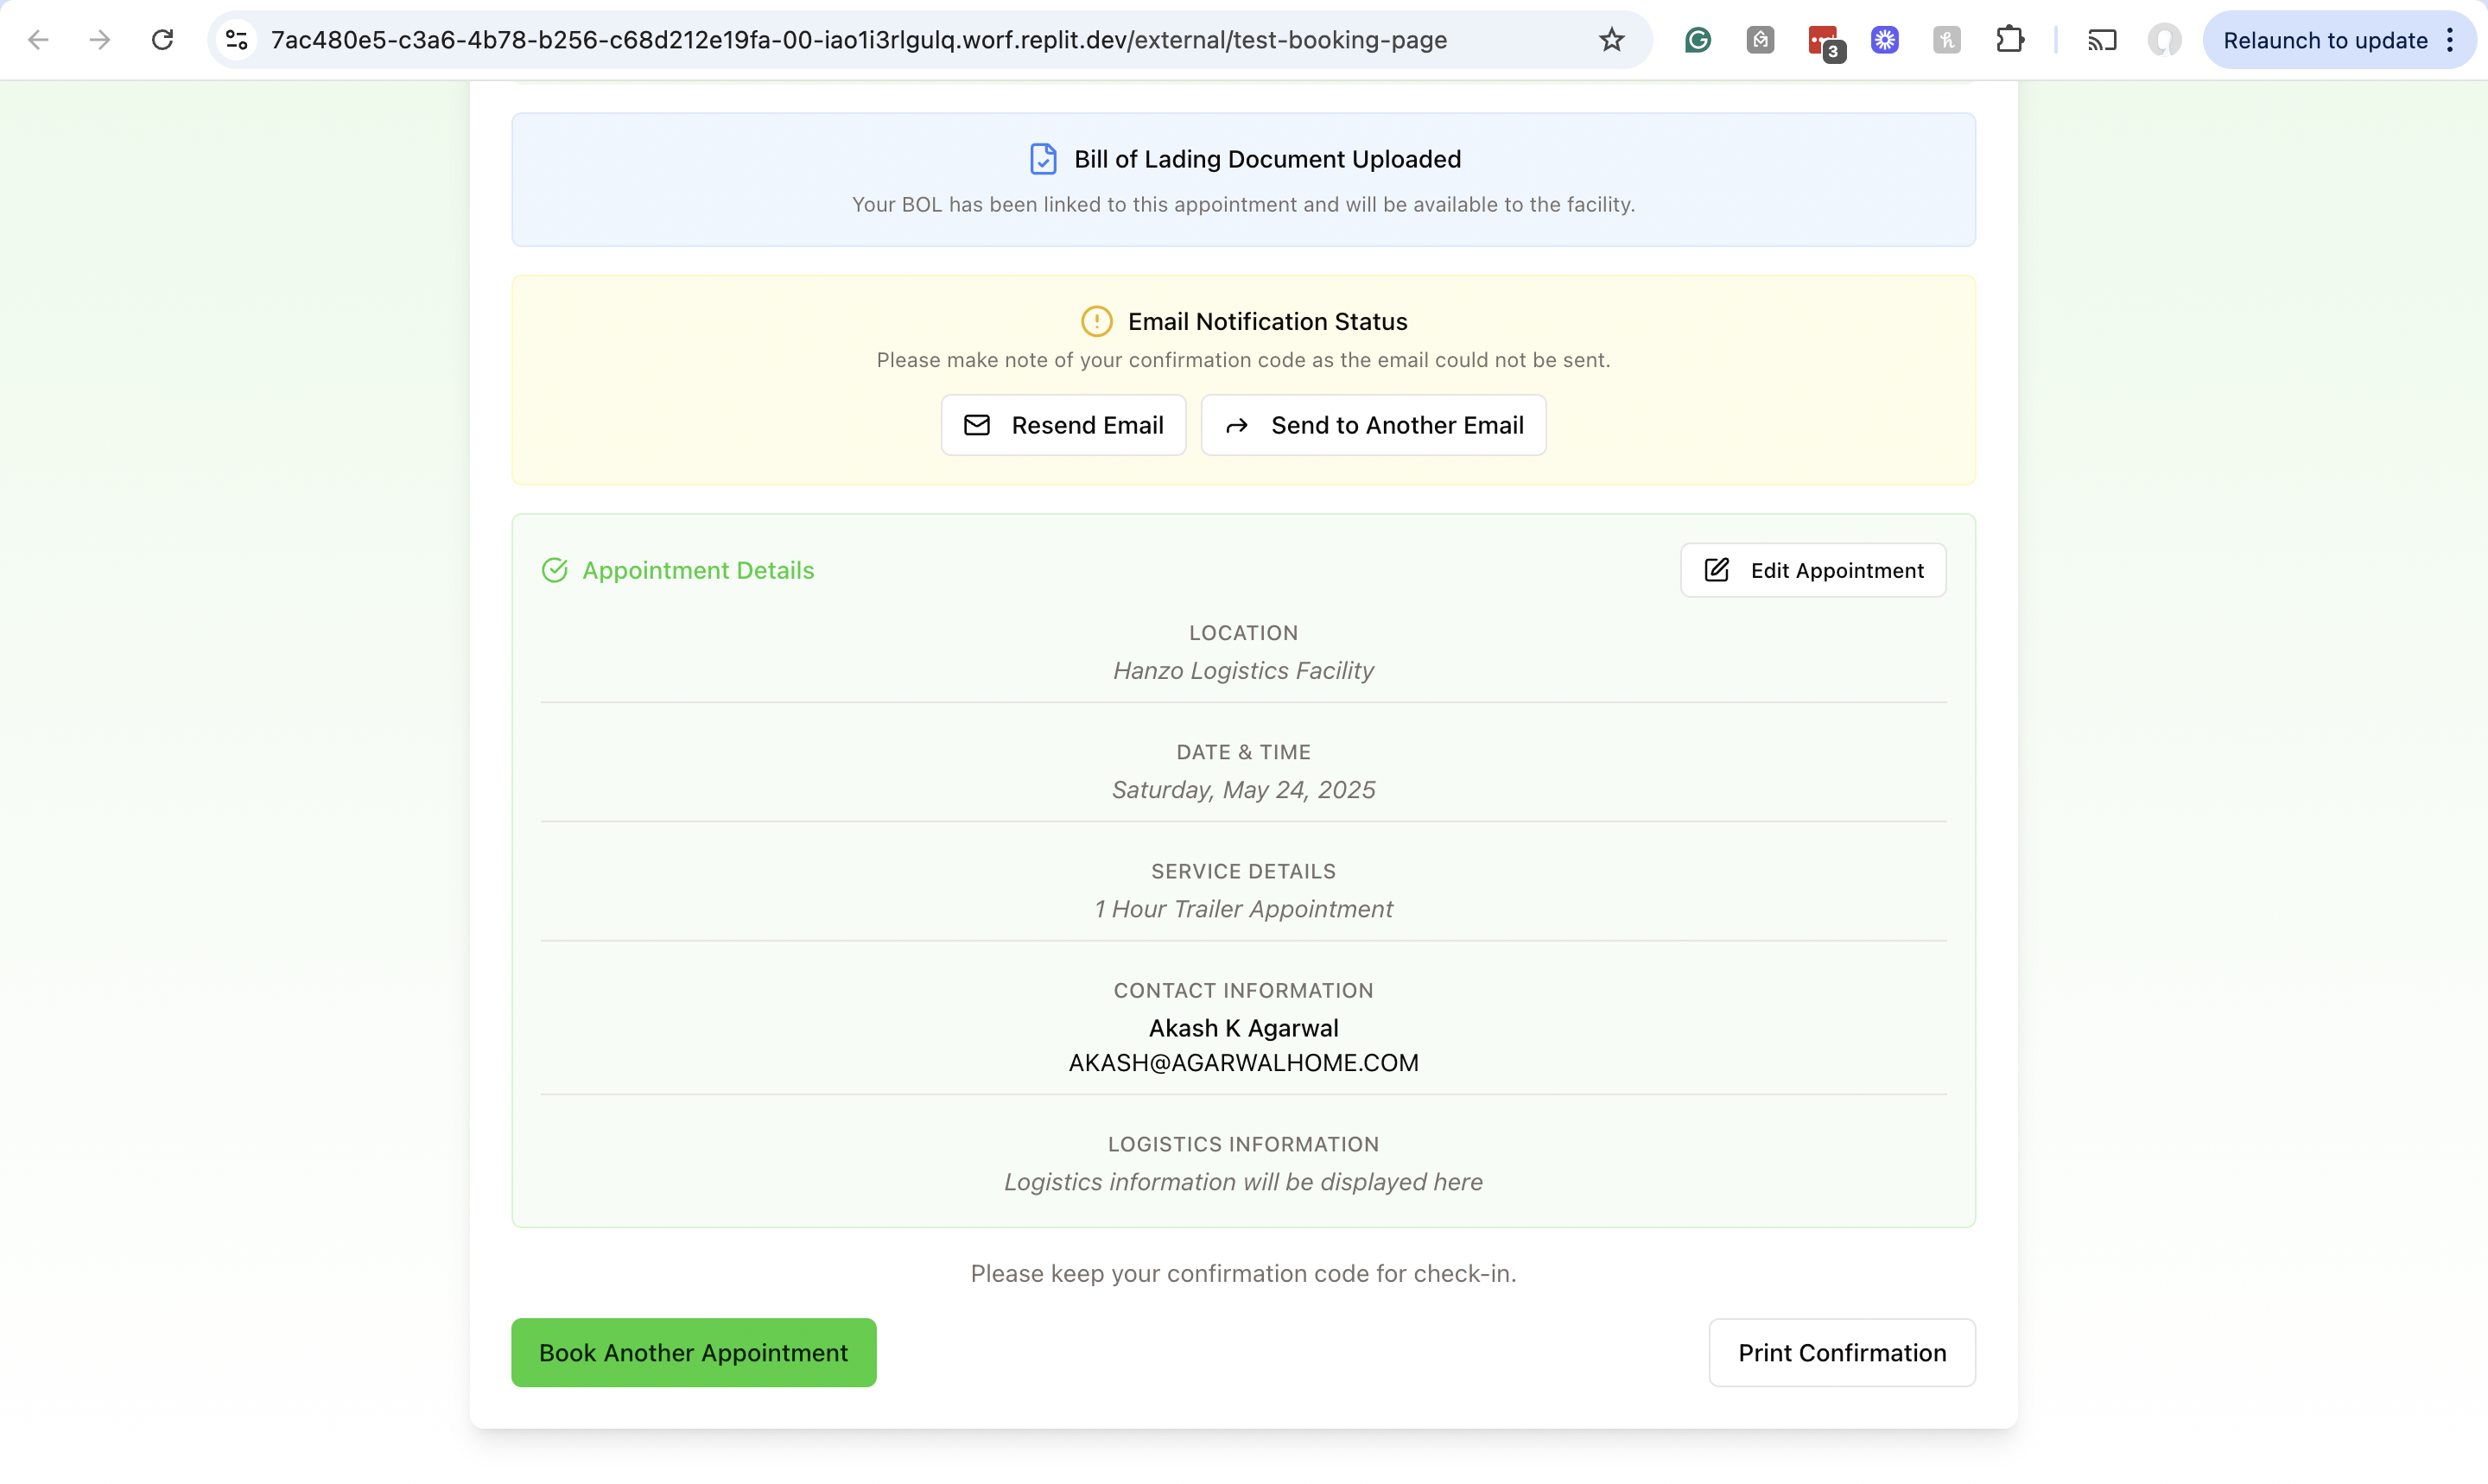 7ac480e5-c3a6-4b78-b256-c68d212e19fa-00-iao1i3rlgulq.worf.replit.dev/external/test-booking-page
3
Relaunch to update
Bill of Lading Document Uploaded
Your BOL has been linked to this appointment and will be available to the facility.
Email Notification Status
Please make note of your confirmation code as the email could not be sent.
Resend Email
Send to Another Email
Appointment Details
Edit Appointment
LOCATION
Hanzo Logistics Facility
DATE & TIME
Saturday, May 24, 2025
SERVICE DETAILS
1 Hour Trailer Appointment
CONTACT INFORMATION
Akash K Agarwal
AKASH@AGARWALHOME.COM
LOGISTICS INFORMATION
Logistics information will be displayed here
Please keep your confirmation code for check-in.
Book Another Appointment
Print Confirmation